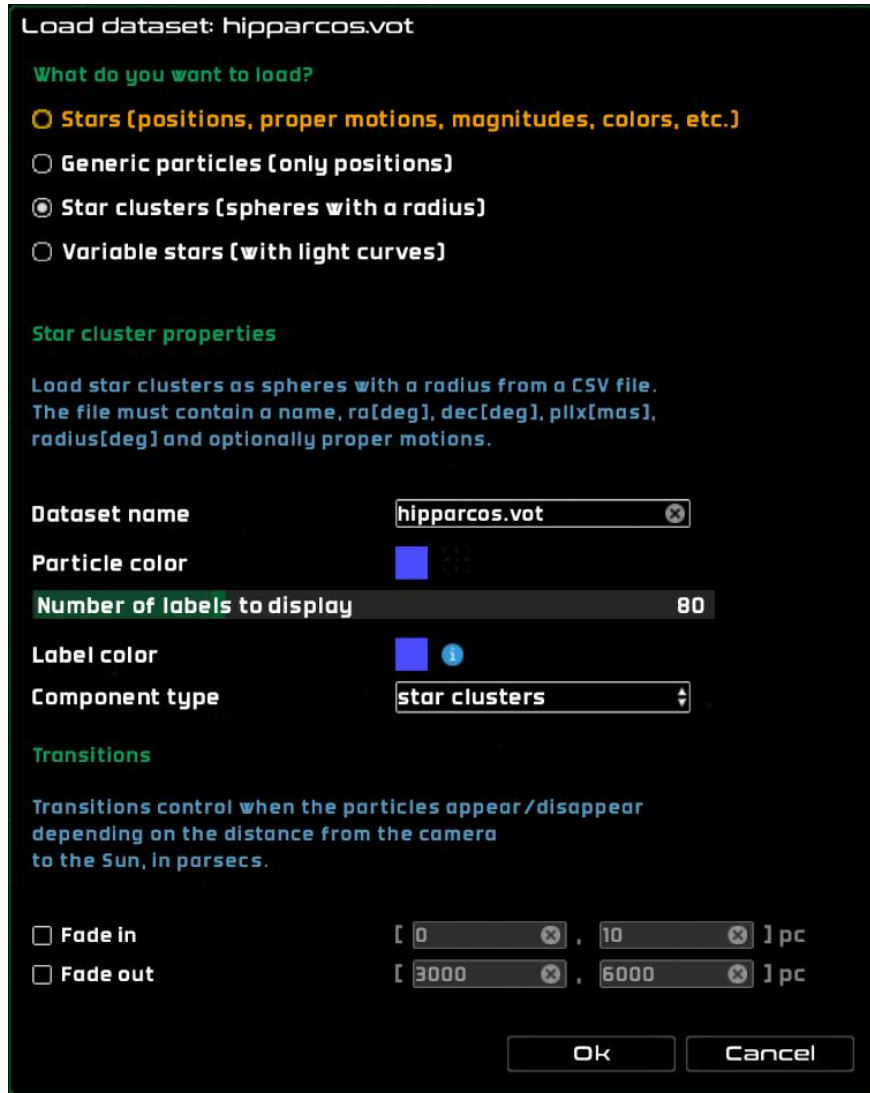 Load dataset: hipparcos.vot
What do you want to load?
Stars (positions, proper motions, magnitudes, colors, etc.)
Generic particles (only positions)
Star clusters (spheres with a radius)
Variable stars (with light curves)
Star cluster properties
Load star clusters as spheres with a radius from a CSV file.
The file must contain a name, ra[deg], dec[deg], pllx[mas],
radius[deg] and optionally proper motions.
Dataset name hipparcos.vot
Particle color
Number of labels to display 80
Label color i
Component type star clusters
Transitions
Transitions control when the particles appear/disappear
depending on the distance from the camera
to the Sun, in parsecs.
Fade in [ 0 , 10 ] pc
Fade out [ 3000 , 6000 ] pc
Ok Cancel